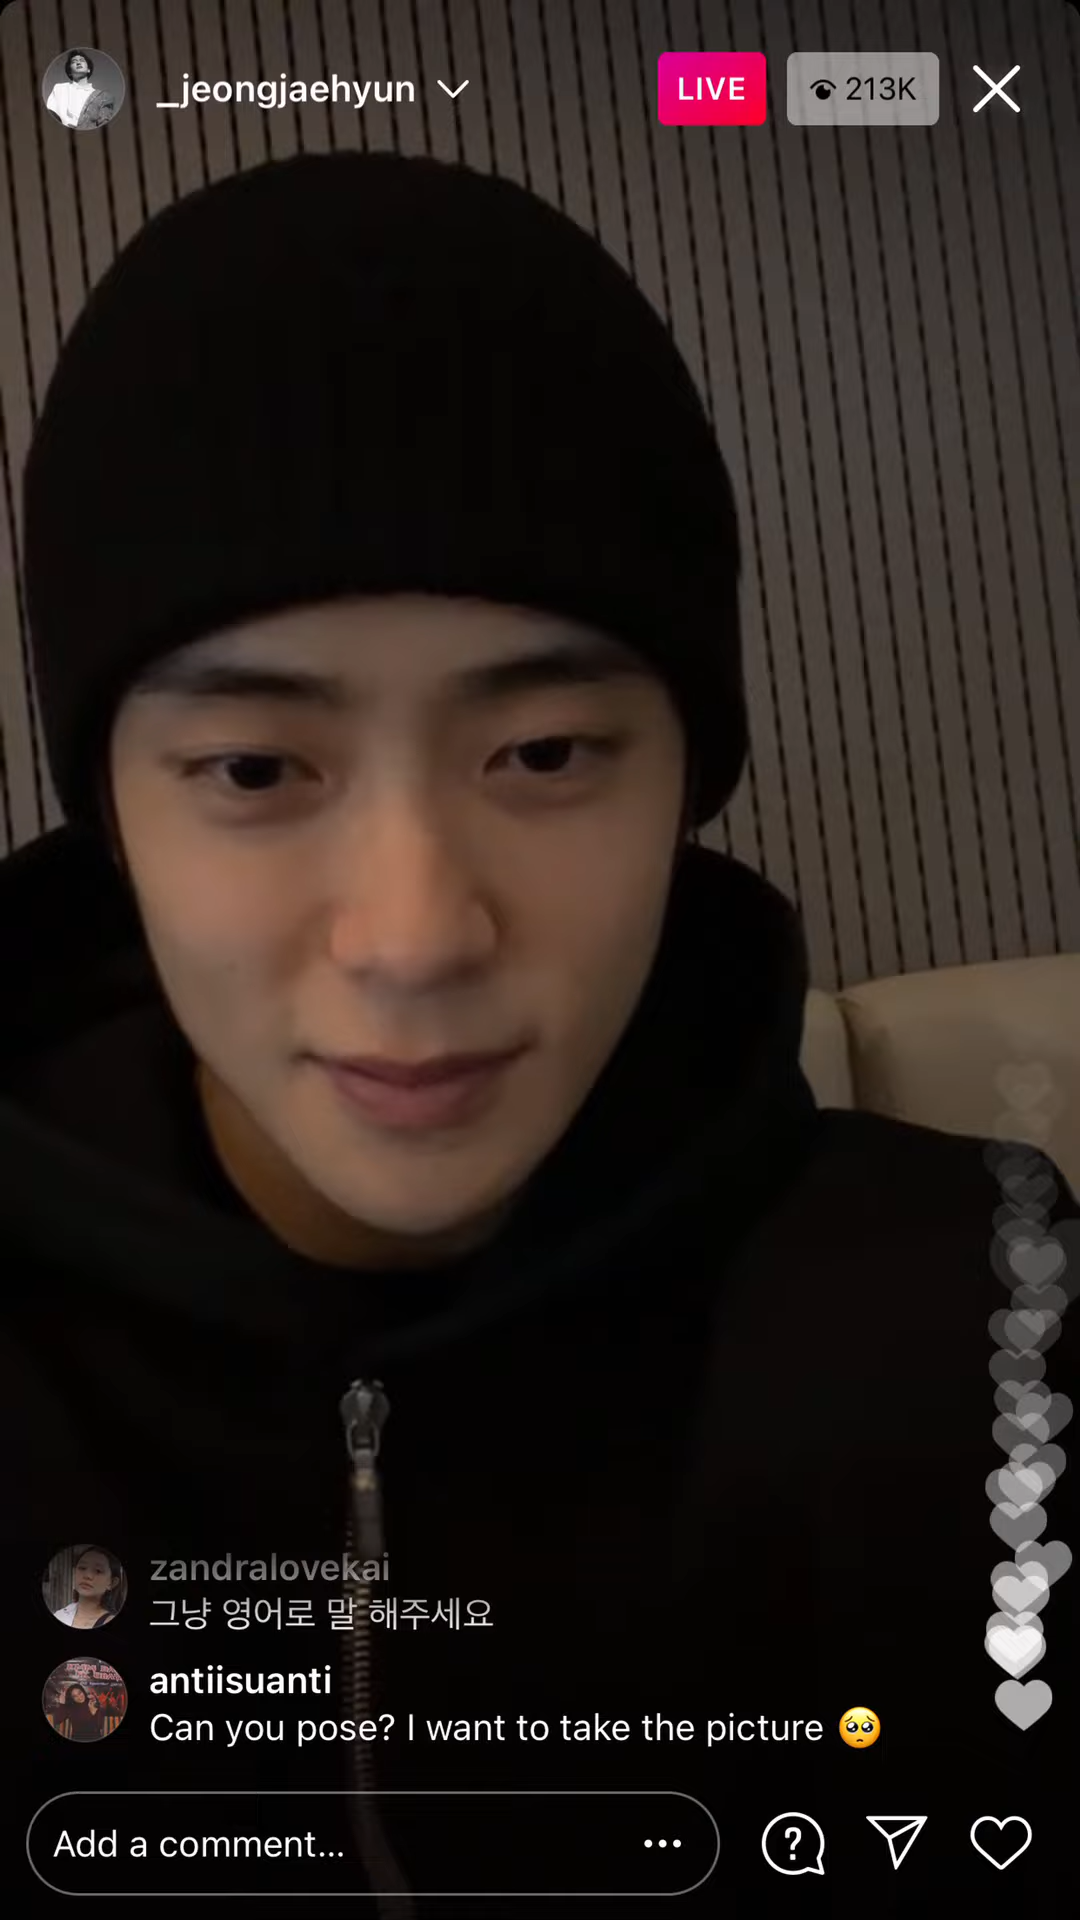 _jeongjaehyun
LIVE
213K
zandralovekai
그냥 영어로 말 해주세요
antiisuanti
Can you pose? I want to take the picture 🥺
Add a comment...
?